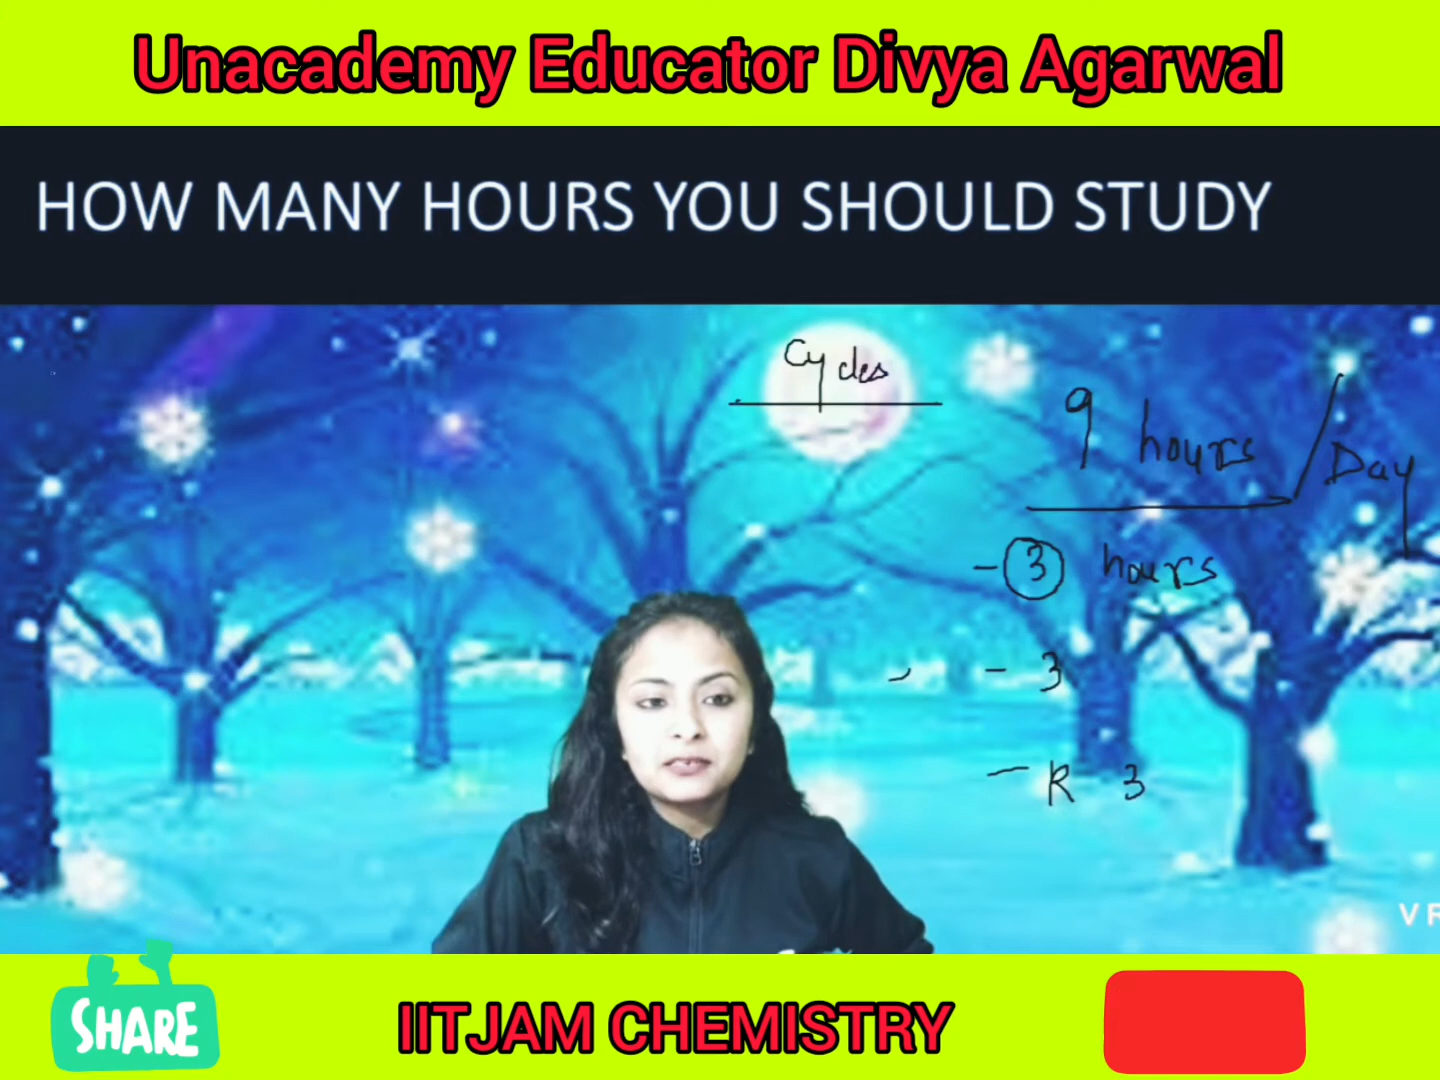 Unacademy Educator Divya Agarwal
HOW MANY HOURS YOU SHOULD STUDY
Cycles
9 hours / Day
- 3 hours
- 3
- R 3
VR
SHARE
IITJAM CHEMISTRY